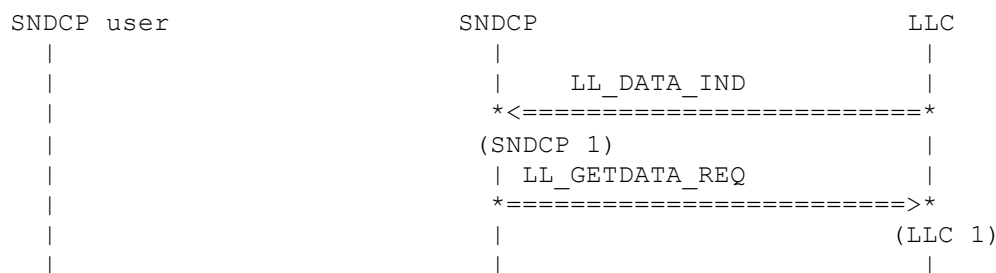 SNDCP user SNDCP LLC
| | |
| | LL_DATA_IND |
| *<=========================*
| (SNDCP 1) |
| | LL_GETDATA_REQ |
| *=========================>*
| | (LLC 1)
| | |